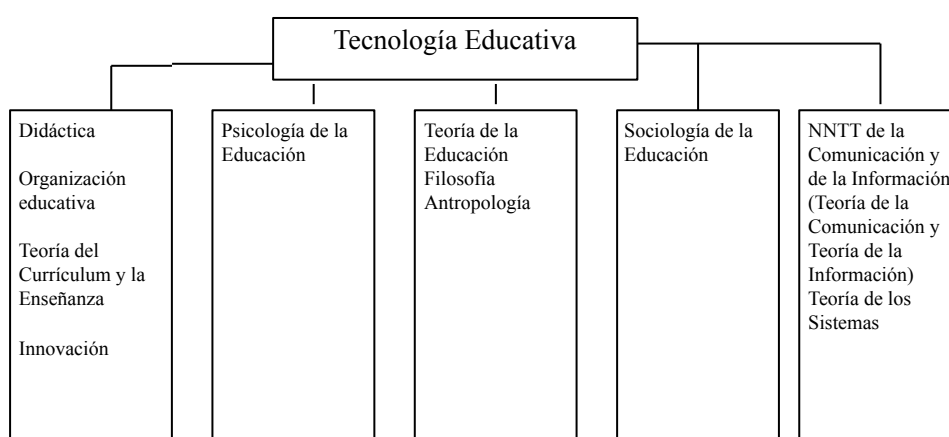 Tecnología Educativa
Didáctica
Organización
educativa
Teoría del
Currículum y la
Enseñanza
Innovación
Psicología de la
Educación
Teoría de la
Educación
Filosofía
Antropología
Sociología de la
Educación
NNTT de la
Comunicación y
de la Información
(Teoría de la
Comunicación y
Teoría de la
Información)
Teoría de los
Sistemas